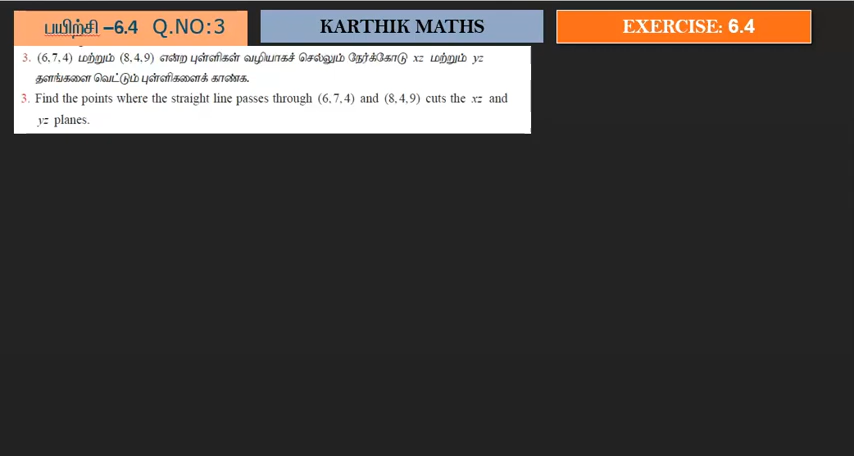 பயிற்சி –6.4 Q.NO:3
KARTHIK MATHS
EXERCISE: 6.4
3. (6,7,4) மற்றும் (8,4,9) என்ற புள்ளிகள் வழியாகச் செல்லும் நேர்க்கோடு xz மற்றும் yz
தளங்களை வெட்டும் புள்ளிகளைக் காண்க.
3. Find the points where the straight line passes through (6,7,4) and (8,4,9) cuts the xz and
yz planes.